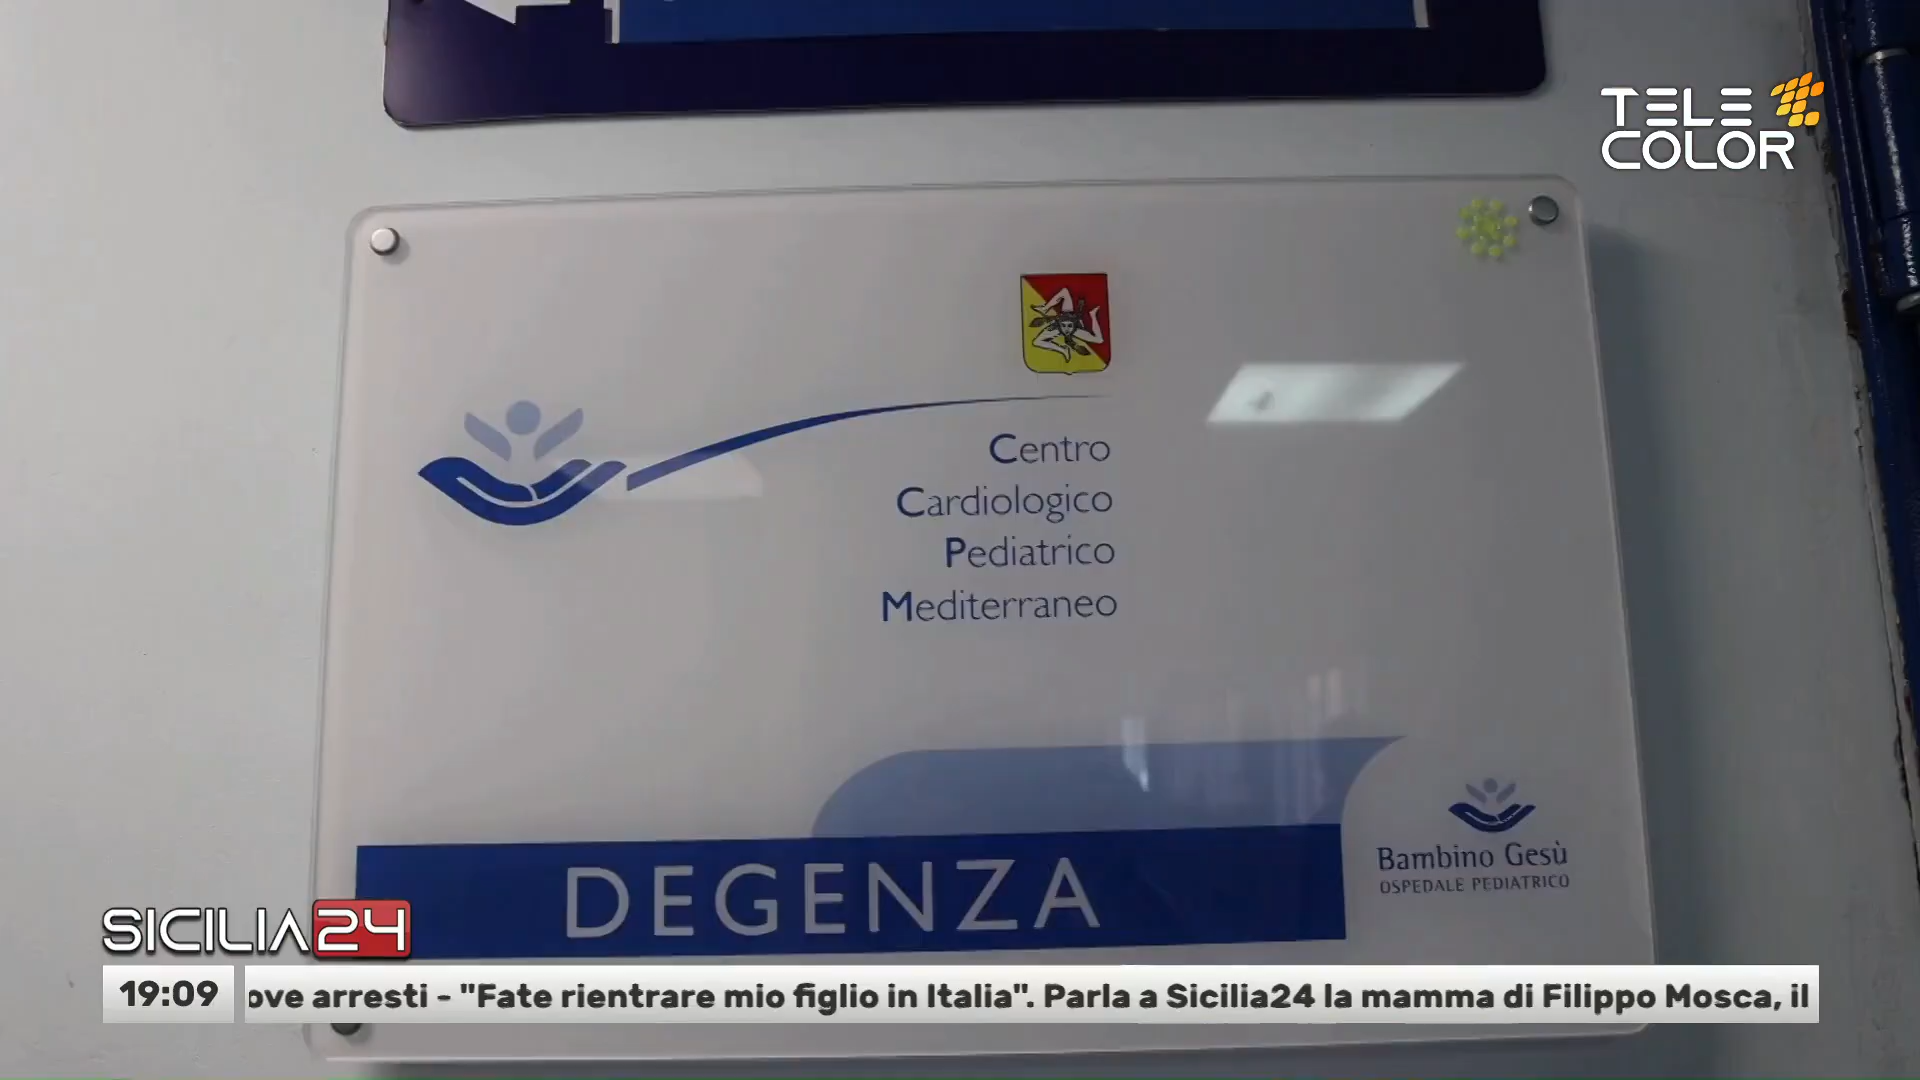 TELE
COLOR
Centro
Cardiologico
Pediatrico
Mediterraneo
DEGENZA
Bambino Gesù
OSPEDALE PEDIATRICO
SICILIA24
19:09
ove arresti - "Fate rientrare mio figlio in Italia". Parla a Sicilia24 la mamma di Filippo Mosca, il